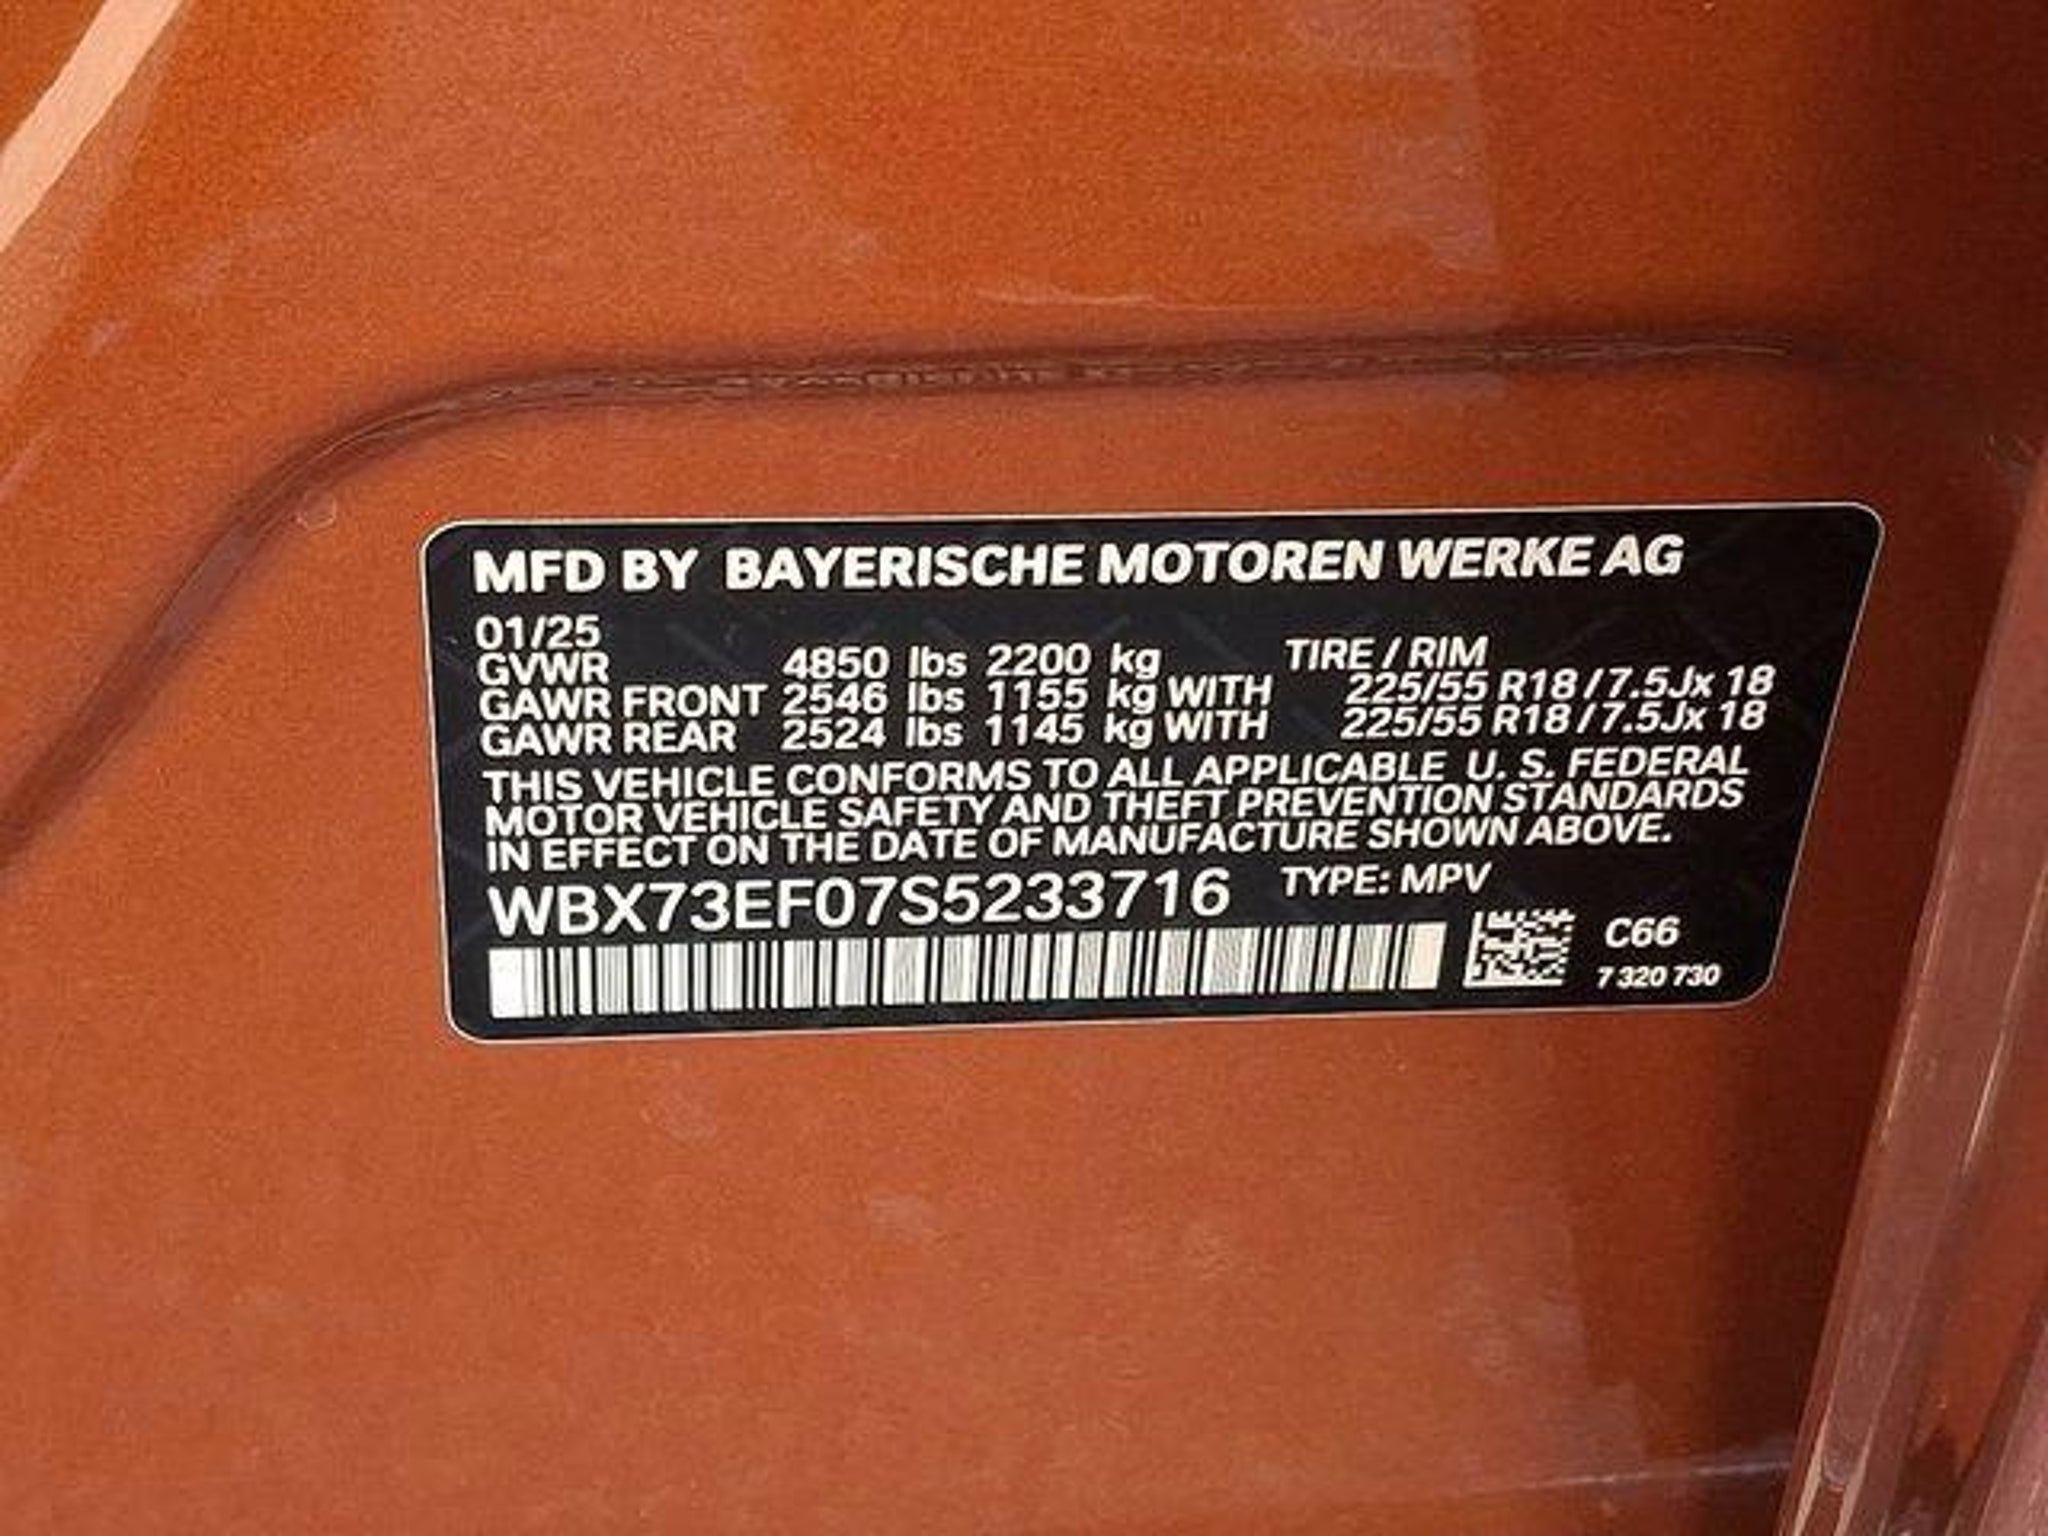 MFD BY BAYERISCHE MOTOREN WERKE AG
01/25
GVWR 4850 lbs 2200 kg TIRE / RIM
GAWR FRONT 2546 lbs 1155 kg WITH 225/55 R18 / 7.5Jx 18
GAWR REAR 2524 lbs 1145 kg WITH 225/55 R18 / 7.5Jx 18
THIS VEHICLE CONFORMS TO ALL APPLICABLE U. S. FEDERAL
MOTOR VEHICLE SAFETY AND THEFT PREVENTION STANDARDS
IN EFFECT ON THE DATE OF MANUFACTURE SHOWN ABOVE.
WBX73EF07S5233716 TYPE: MPV
C66
7 320 730